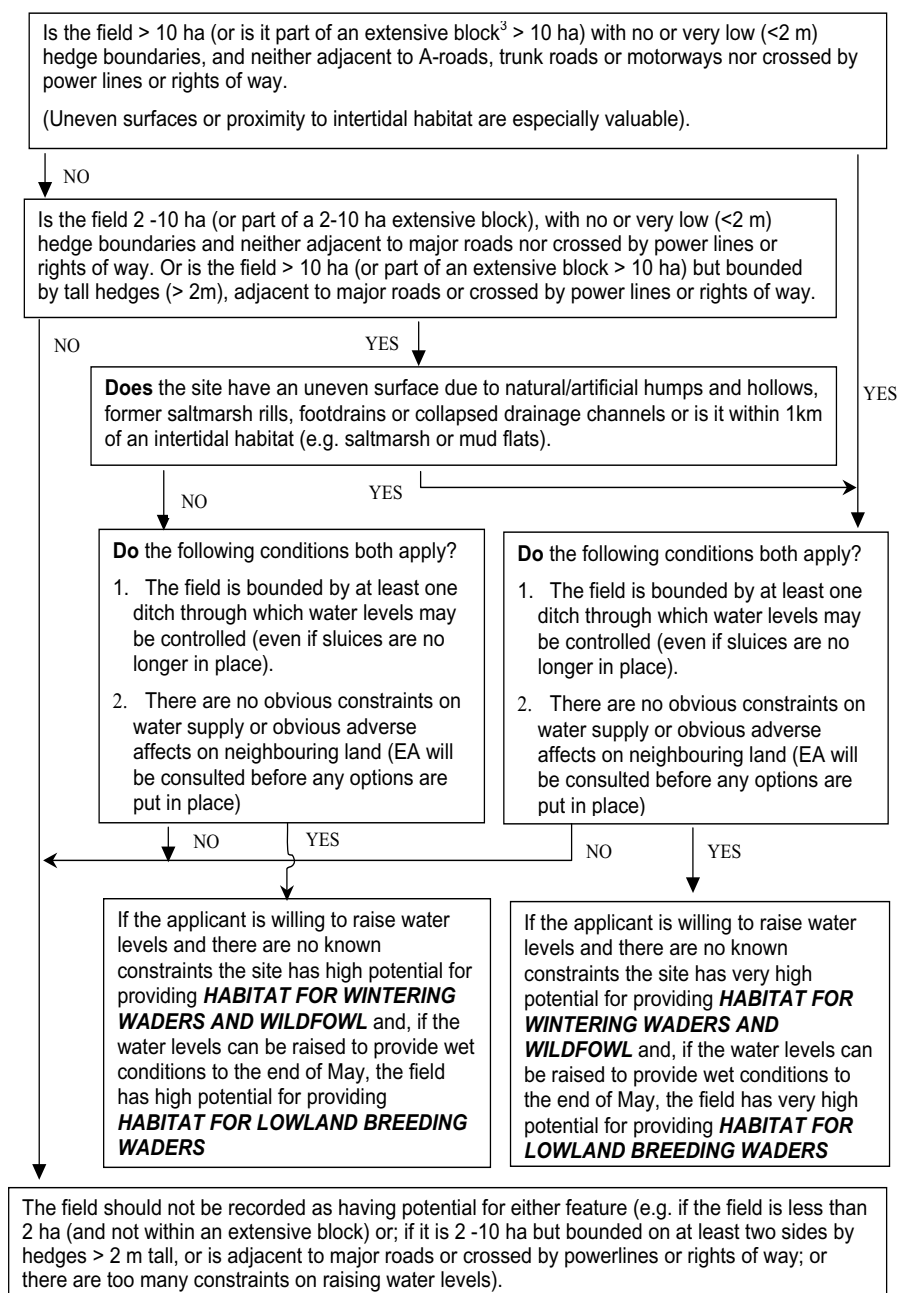 Is the field > 10 ha (or is it part of an extensive block³ > 10 ha) with no or very low (<2 m)
hedge boundaries, and neither adjacent to A-roads, trunk roads or motorways nor crossed by
power lines or rights of way.
(Uneven surfaces or proximity to intertidal habitat are especially valuable).
NO
Is the field 2 -10 ha (or part of a 2-10 ha extensive block), with no or very low (<2 m)
hedge boundaries and neither adjacent to major roads nor crossed by power lines or
rights of way. Or is the field > 10 ha (or part of an extensive block > 10 ha) but bounded
by tall hedges (> 2m), adjacent to major roads or crossed by power lines or rights of way.
NO
YES
YES
Does the site have an uneven surface due to natural/artificial humps and hollows,
former saltmarsh rills, footdrains or collapsed drainage channels or is it within 1km
of an intertidal habitat (e.g. saltmarsh or mud flats).
NO
YES
Do the following conditions both apply?
1. The field is bounded by at least one
ditch through which water levels may
be controlled (even if sluices are no
longer in place).
2. There are no obvious constraints on
water supply or obvious adverse
affects on neighbouring land (EA will
be consulted before any options are
put in place)
Do the following conditions both apply?
1. The field is bounded by at least one
ditch through which water levels may
be controlled (even if sluices are no
longer in place).
2. There are no obvious constraints on
water supply or obvious adverse
affects on neighbouring land (EA will
be consulted before any options are
put in place)
NO
YES
NO
YES
If the applicant is willing to raise water
levels and there are no known
constraints the site has high potential for
providing HABITAT FOR WINTERING
WADERS AND WILDFOWL and, if the
water levels can be raised to provide wet
conditions to the end of May, the field
has high potential for providing
HABITAT FOR LOWLAND BREEDING
WADERS
If the applicant is willing to raise water
levels and there are no known
constraints the site has very high
potential for providing HABITAT FOR
WINTERING WADERS AND
WILDFOWL and, if the water levels can
be raised to provide wet conditions to
the end of May, the field has very high
potential for providing HABITAT FOR
LOWLAND BREEDING WADERS
The field should not be recorded as having potential for either feature (e.g. if the field is less than
2 ha (and not within an extensive block) or; if it is 2 -10 ha but bounded on at least two sides by
hedges > 2 m tall, or is adjacent to major roads or crossed by powerlines or rights of way; or
there are too many constraints on raising water levels).